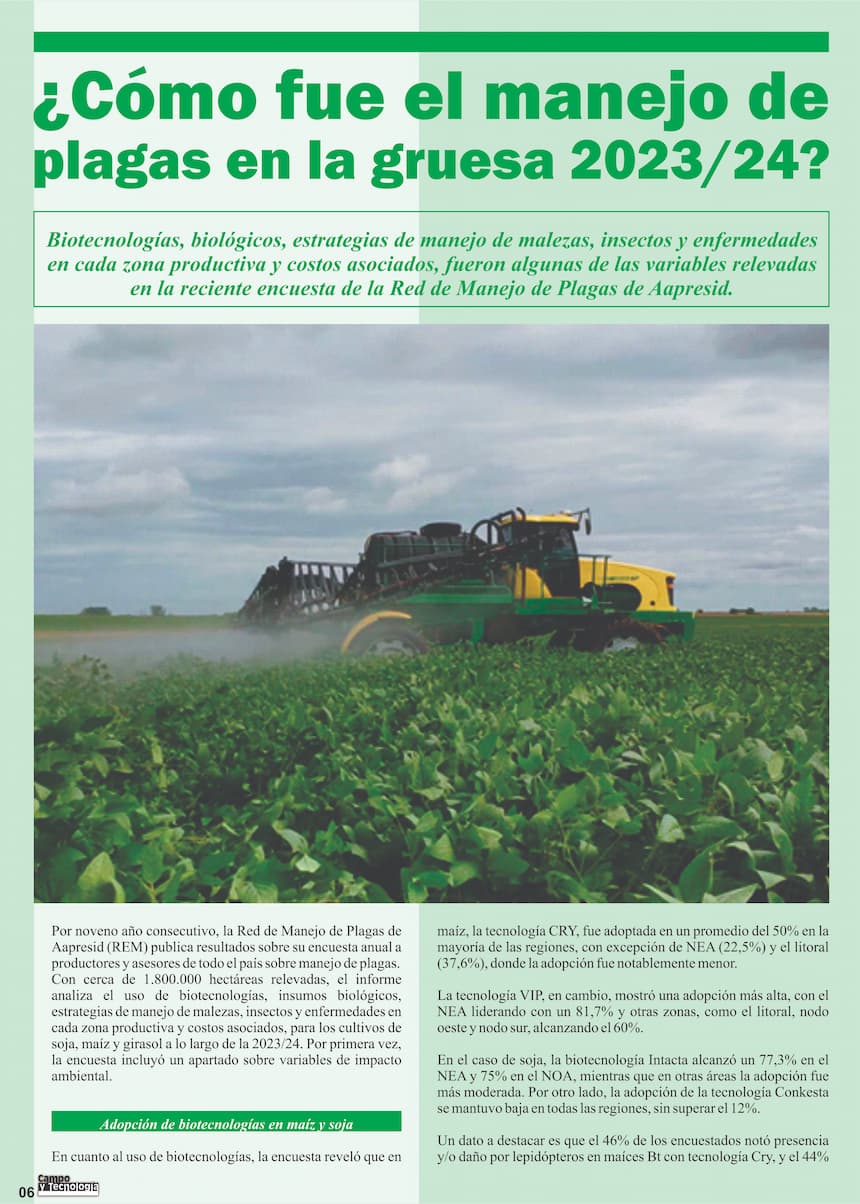 ¿Cómo fue el manejo de
plagas en la gruesa 2023/24?
Biotecnologías, biológicos, estrategias de manejo de malezas, insectos y enfermedades
en cada zona productiva y costos asociados, fueron algunas de las variables relevadas
en la reciente encuesta de la Red de Manejo de Plagas de Aapresid.
Por noveno año consecutivo, la Red de Manejo de Plagas de
Aapresid (REM) publica resultados sobre su encuesta anual a
productores y asesores de todo el país sobre manejo de plagas.
Con cerca de 1.800.000 hectáreas relevadas, el informe
analiza el uso de biotecnologías, insumos biológicos,
estrategias de manejo de malezas, insectos y enfermedades en
cada zona productiva y costos asociados, para los cultivos de
soja, maíz y girasol a lo largo de la 2023/24. Por primera vez,
la encuesta incluyó un apartado sobre variables de impacto
ambiental.
Adopción de biotecnologías en maíz y soja
En cuanto al uso de biotecnologías, la encuesta reveló que en
maíz, la tecnología CRY, fue adoptada en un promedio del 50% en la
mayoría de las regiones, con excepción de NEA (22,5%) y el litoral
(37,6%), donde la adopción fue notablemente menor.
La tecnología VIP, en cambio, mostró una adopción más alta, con el
NEA liderando con un 81,7% y otras zonas, como el litoral, nodo
oeste y nodo sur, alcanzando el 60%.
En el caso de soja, la biotecnología Intacta alcanzó un 77,3% en el
NEA y 75% en el NOA, mientras que en otras áreas la adopción fue
más moderada. Por otro lado, la adopción de la tecnología Conkesta
se mantuvo baja en todas las regiones, sin superar el 12%.
Un dato a destacar es que el 46% de los encuestados notó presencia
y/o daño por lepidópteros en maíces Bt con tecnología Cry, y el 44%
06
Campo
y Tecnología